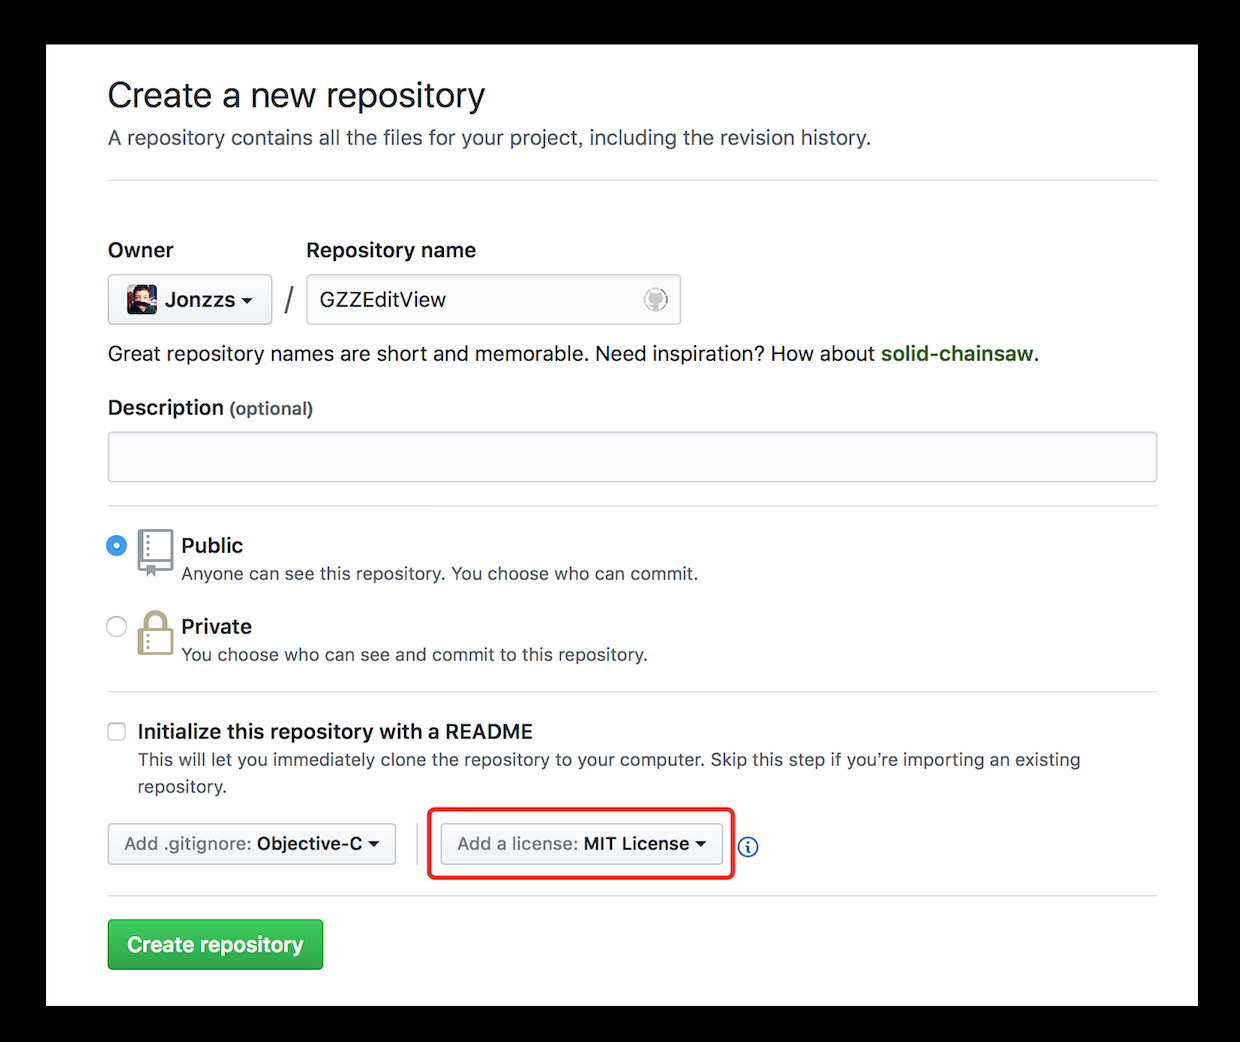 Create a new repository
A repository contains all the files for your project, including the revision history.
Owner
Repository name
Jonzzs
/
GZZEditView
Great repository names are short and memorable. Need inspiration? How about solid-chainsaw.
Description (optional)
Public
Anyone can see this repository. You choose who can commit.
Private
You choose who can see and commit to this repository.
Initialize this repository with a README
This will let you immediately clone the repository to your computer. Skip this step if you’re importing an existing
repository.
Add .gitignore: Objective-C
Add a license: MIT License
Create repository